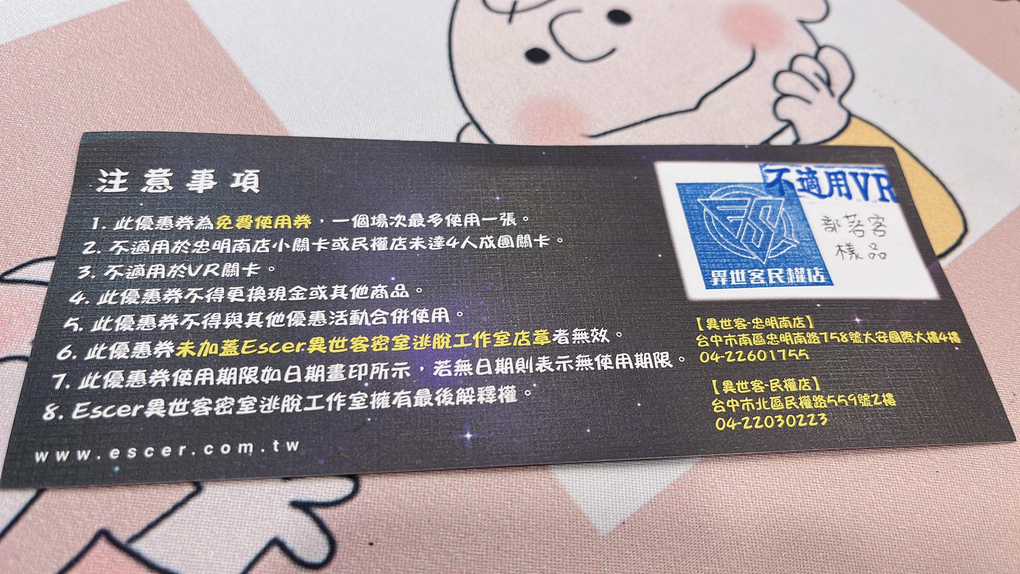 注意事項
1. 此優惠券為免費使用券，一個場次最多使用一張。
2. 不適用於忠明南店小關卡或民權店未達4人成團關卡。
3. 不適用於VR關卡。
4. 此優惠券不得更換現金或其他商品。
5. 此優惠券不得與其他優惠活動合併使用。
6. 此優惠券未加蓋Escer異世客密室逃脫工作室店章者無效。
7. 此優惠券使用期限如日期畫印所示，若無日期則表示無使用期限。
8. Escer異世客密室逃脫工作室擁有最後解釋權。
www.escer.com.tw
不適用VR
ES
異世客民權店
部落客
樣品
【異世客-忠明南店】
台中市南區忠明南路758號大安國際大樓4樓
04-22601755
【異世客-民權店】
台中市北區民權路559號2樓
04-22030223